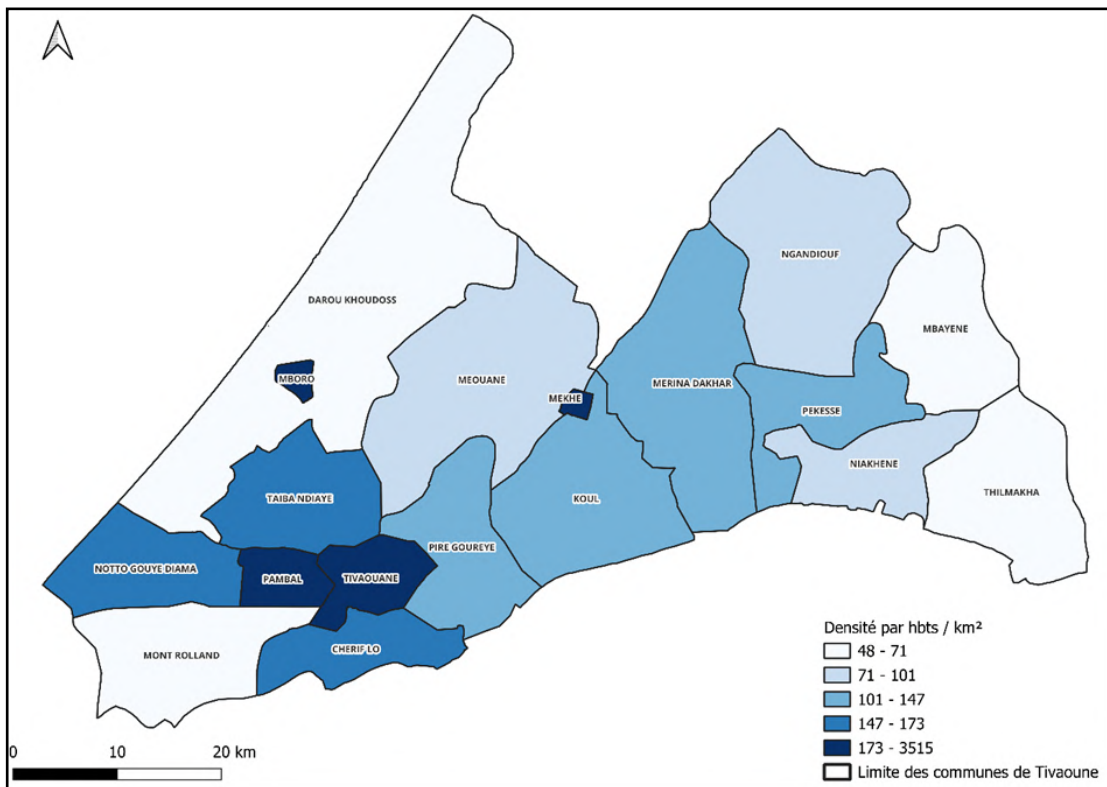 NGANDIOUF
MBAYENE
DAROU KHOUDOSS
MBORO
MEOUANE
MERINA DAKHAR
MEKHE
PEKESSE
NIAKHENE
THILMAKHA
TAIBA NDIAYE
KOUL
PIRE GOUREYE
NOTTO GOUYE DIAMA
PAMBAL
TIVAOUANE
MONT ROLLAND
CHERIF LO
Densité par hbts / km²
48 - 71
71 - 101
101 - 147
147 - 173
173 - 3515
Limite des communes de Tivaoune
0 10 20 km